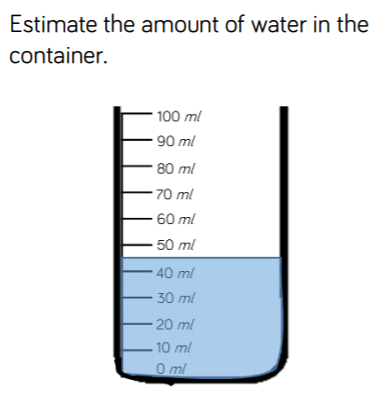 Estimate the amount of water in the
container.
100 ml
90 ml
80 ml
70 ml
60 ml
50 ml
40 ml
30 ml
20 ml
10 ml
0 ml